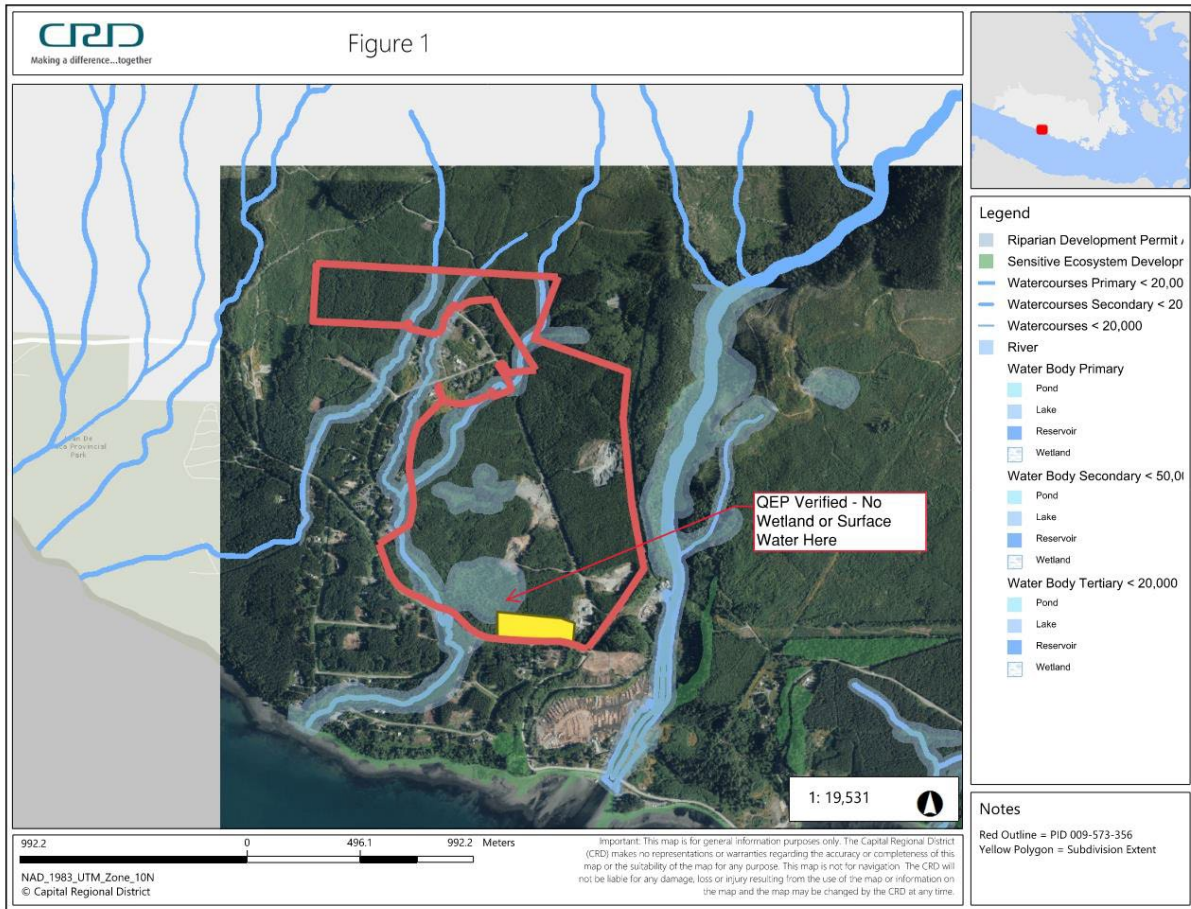 CRD
Making a difference...together
Figure 1
Legend
Riparian Development Permit
Sensitive Ecosystem Developr
Watercourses Primary < 20,00
Watercourses Secondary < 20
Watercourses < 20,000
River
Water Body Primary
Pond
Lake
Reservoir
Wetland
Water Body Secondary < 50,0
Pond
Lake
Reservoir
Wetland
Water Body Tertiary < 20,000
Pond
Lake
Reservoir
Wetland
Provincial
Park
QEP Verified - No
Wetland or Surface
Water Here
1: 19,531
Notes
Red Outline = PID 009-573-356
Yellow Polygon = Subdivision Extent
992.2 0 496.1 992.2 Meters
NAD_1983_UTM_Zone_10N
© Capital Regional District
Important: This map is for general information purposes only. The Capital Regional District
(CRD) makes no representations or warranties regarding the accuracy or completeness of this
map or the suitability of the map for any purpose. This map is not for navigation. The CRD will
not be liable for any damage, loss or injury resulting from the use of the map or information on
the map and the map may be changed by the CRD at any time.